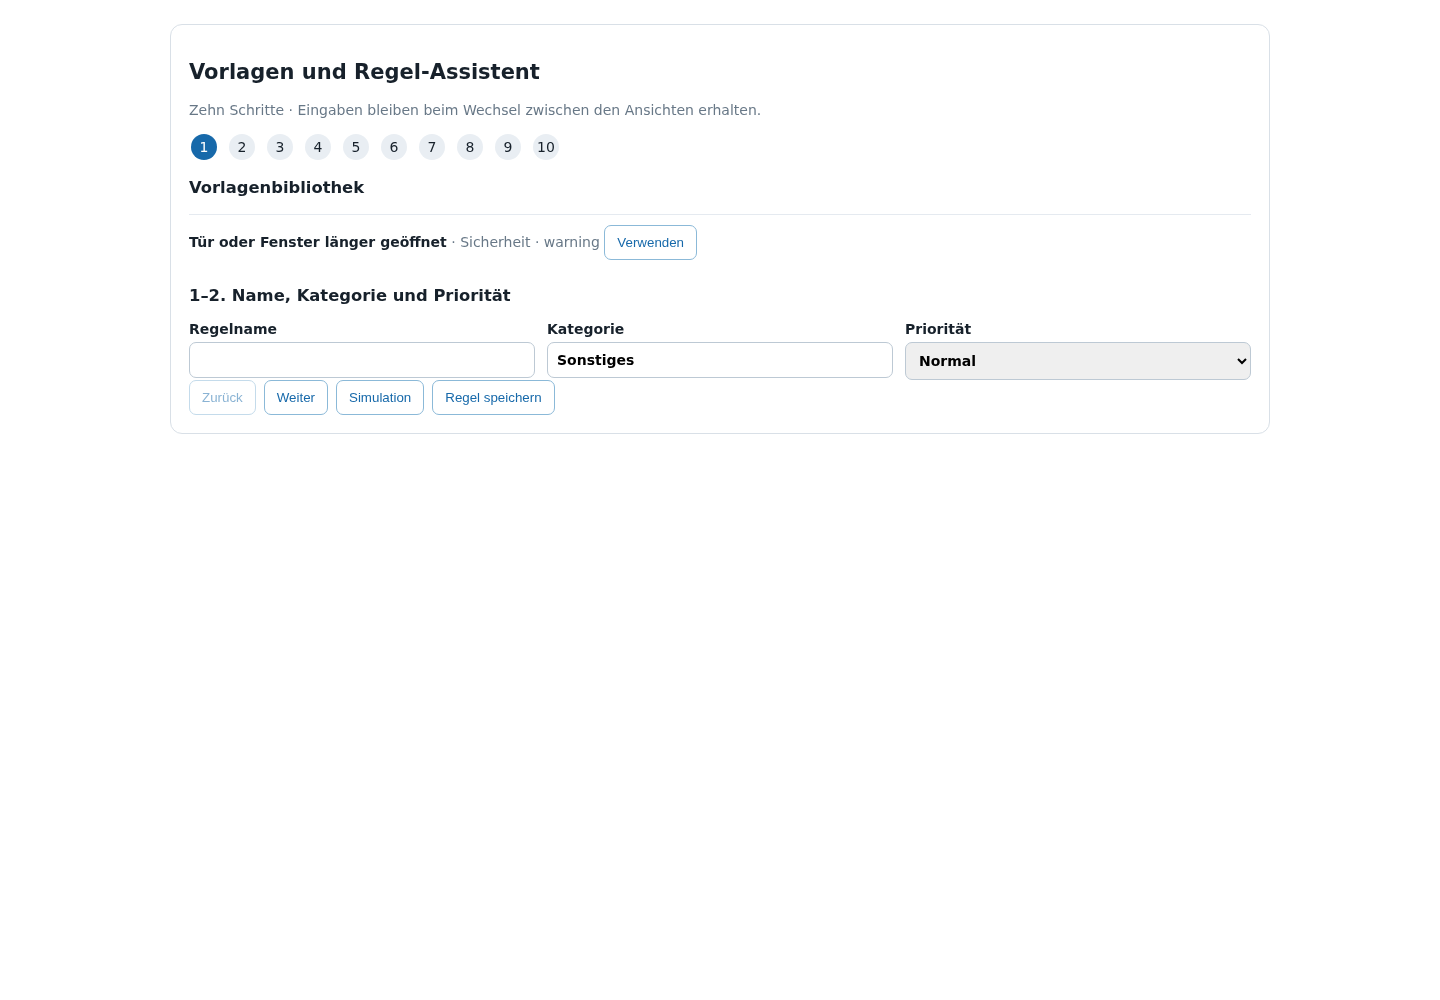 Vorlagen und Regel-Assistent
Zehn Schritte · Eingaben bleiben beim Wechsel zwischen den Ansichten erhalten.
1 2 3 4 5 6 7 8 9 10
Vorlagenbibliothek
Tür oder Fenster länger geöffnet · Sicherheit · warning Verwenden
1–2. Name, Kategorie und Priorität
Regelname Kategorie Priorität
Sonstiges Normal
Zurück Weiter Simulation Regel speichern